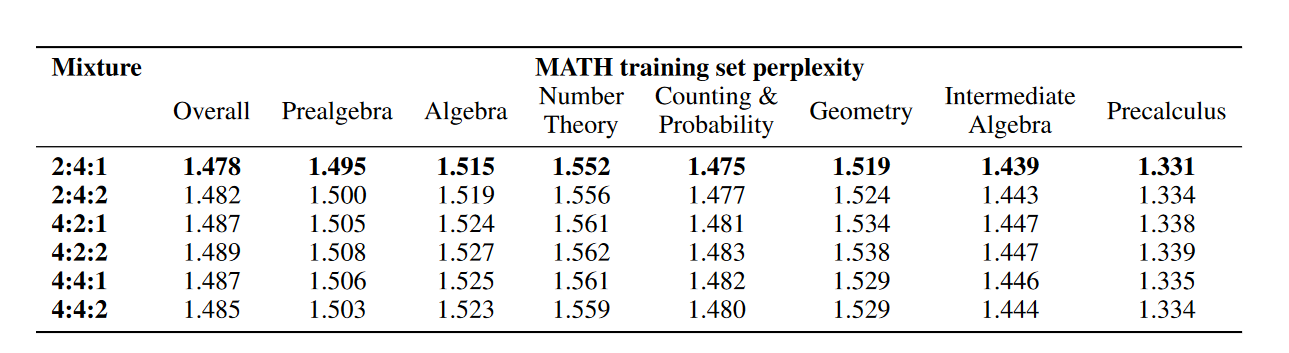 Mixture MATH training set perplexity
Overall Prealgebra Algebra Number Theory Counting & Probability Geometry Intermediate Algebra Precalculus
2:4:1 1.478 1.495 1.515 1.552 1.475 1.519 1.439 1.331
2:4:2 1.482 1.500 1.519 1.556 1.477 1.524 1.443 1.334
4:2:1 1.487 1.505 1.524 1.561 1.481 1.534 1.447 1.338
4:2:2 1.489 1.508 1.527 1.562 1.483 1.538 1.447 1.339
4:4:1 1.487 1.506 1.525 1.561 1.482 1.529 1.446 1.335
4:4:2 1.485 1.503 1.523 1.559 1.480 1.529 1.444 1.334